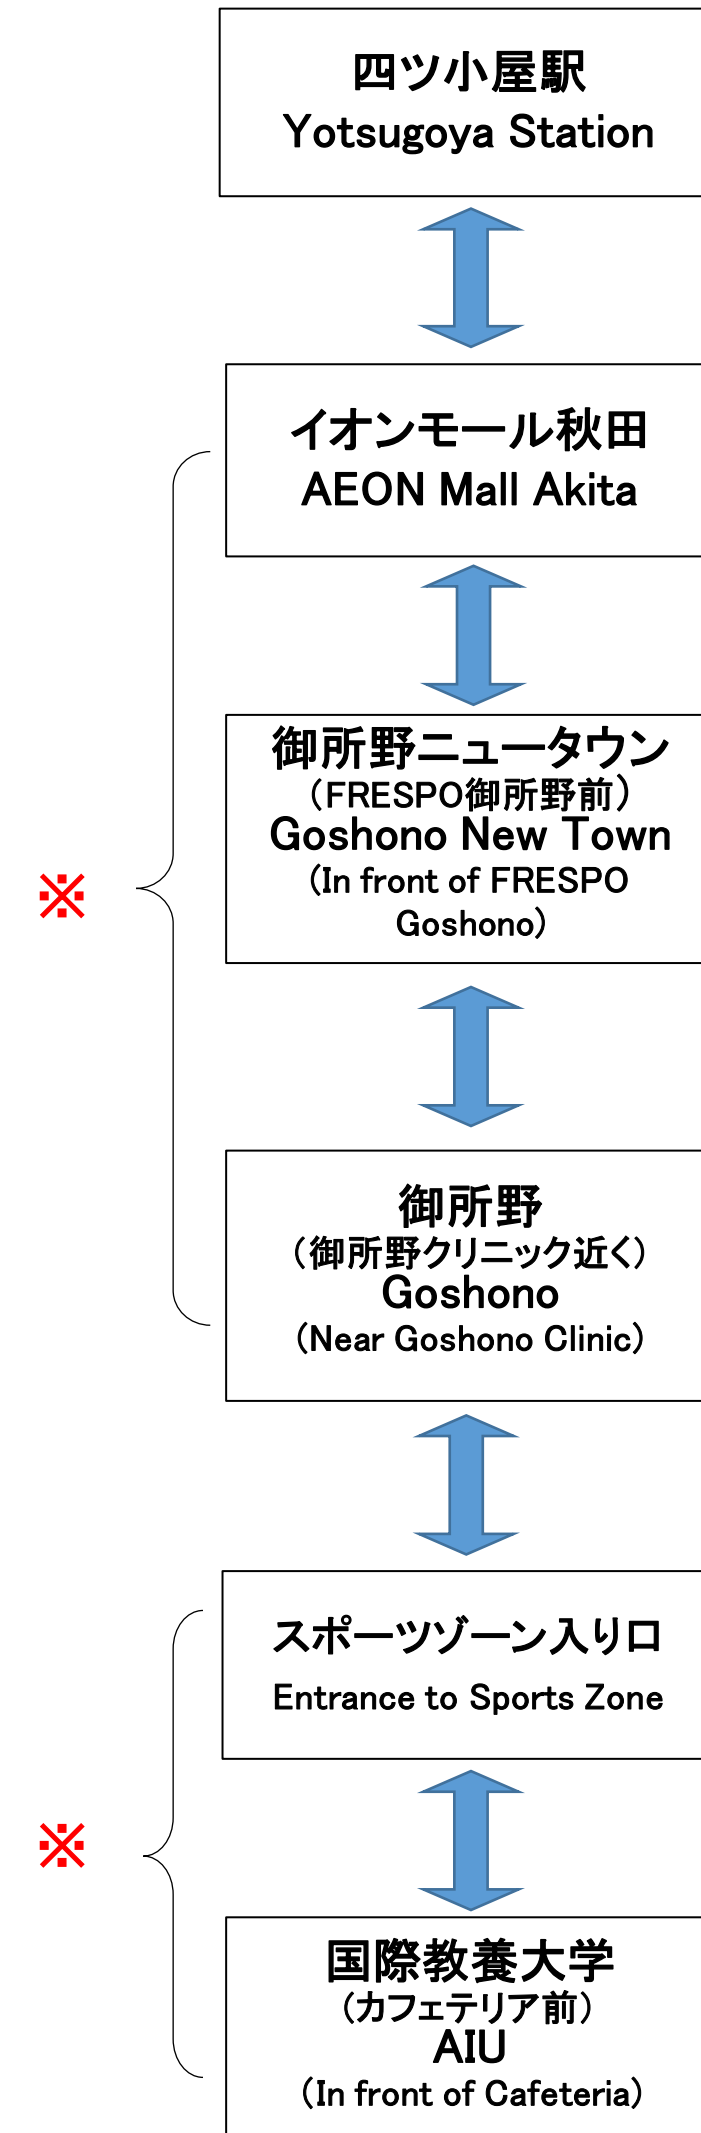 四ツ小屋駅
Yotsugoya Station
イオンモール秋田
AEON Mall Akita
御所野ニュータウン
（FRESPO御所野前）
Goshono New Town
(In front of FRESPO
Goshono)
※
御所野
（御所野クリニック近く）
Goshono
(Near Goshono Clinic)
スポーツゾーン入り口
Entrance to Sports Zone
※
国際教養大学
（カフェテリア前）
AIU
(In front of Cafeteria)